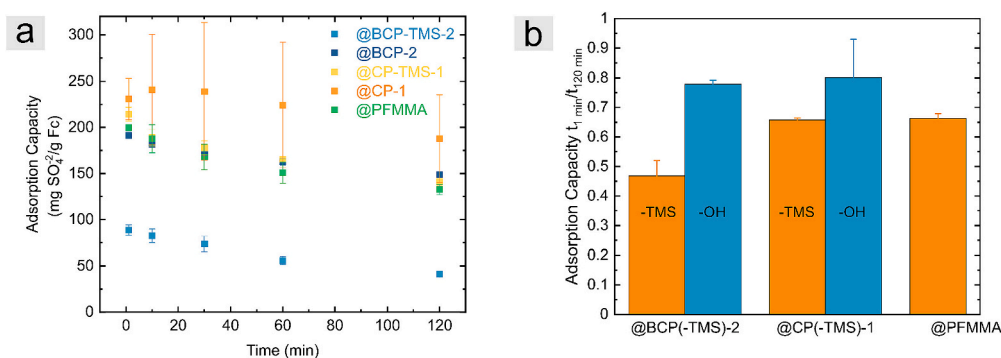 a
300
250
200
150
100
50
0
Adsorption Capacity
(mg SO₄⁻²/g Fc)
@BCP-TMS-2
@BCP-2
@CP-TMS-1
@CP-1
@PFMMA
0 20 40 60 80 100 120
Time (min)
b
1
0.9
0.8
0.7
0.6
0.5
0.4
0.3
0.2
0.1
0
Adsorption Capacity t₁ min/t₁₂₀ min
-TMS -OH -TMS -OH
@BCP(-TMS)-2 @CP(-TMS)-1 @PFMMA